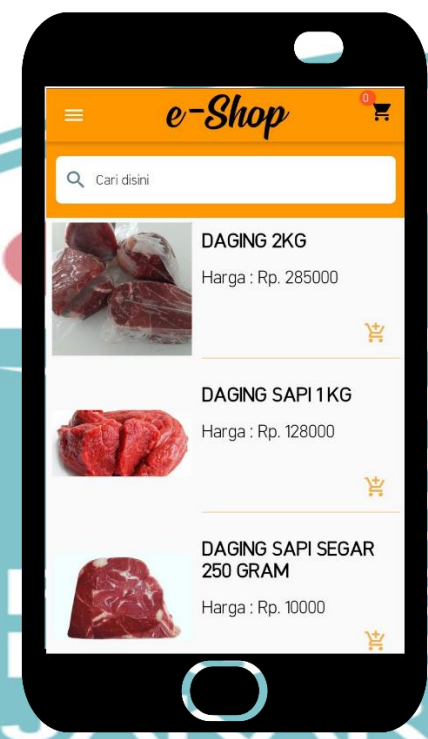 e-Shop
0
Cari disini
DAGING 2KG
Harga : Rp. 285000
DAGING SAPI 1 KG
Harga : Rp. 128000
DAGING SAPI SEGAR
250 GRAM
Harga : Rp. 10000